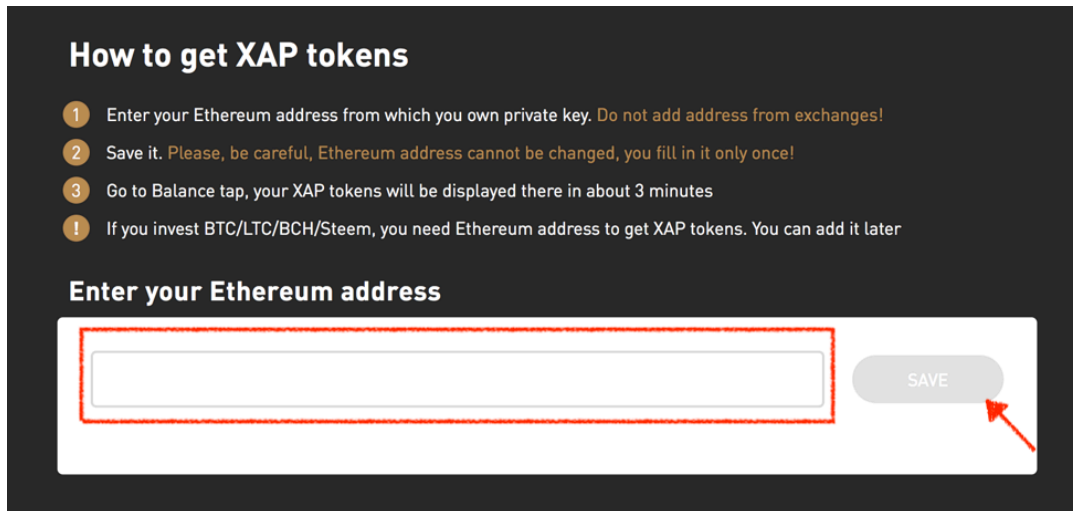 How to get XAP tokens
1 Enter your Ethereum address from which you own private key. Do not add address from exchanges!
2 Save it. Please, be careful, Ethereum address cannot be changed, you fill in it only once!
3 Go to Balance tap, your XAP tokens will be displayed there in about 3 minutes
! If you invest BTC/LTC/BCH/Steem, you need Ethereum address to get XAP tokens. You can add it later
Enter your Ethereum address
SAVE